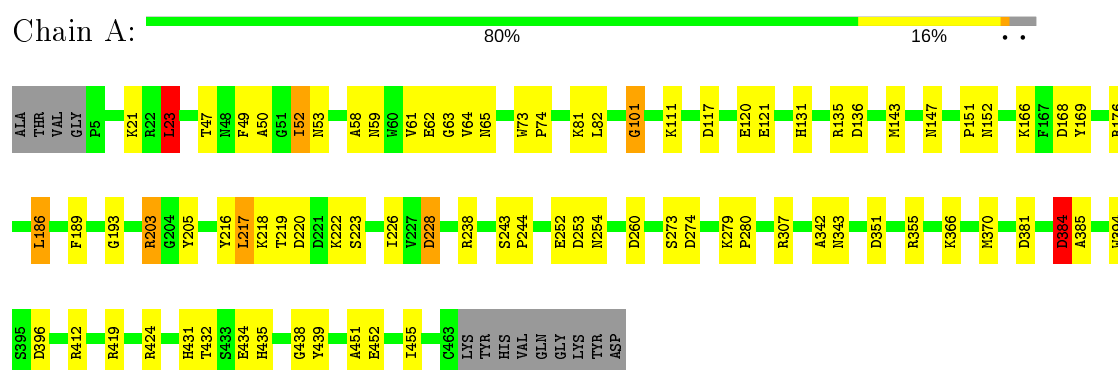 Chain A:
80% 16% • •
ALA THR VAL GLY P5 K21 R22 L23 T47 N48 F49 A50 G51 I52 N53 A58 N59 W60 V61 E62 G63 V64 N65 W73 P74 K81 L82 G101 K111 D117 E120 E121 H131 R135 D136 M143 N147 P151 N152 K166 F167 D168 Y169
L186 F189 G193 R203 G204 Y205 Y216 L217 K218 T219 D220 D221 K222 S223 I226 V227 D228 R238 S243 P244 E252 D253 N254 D260 S273 D274 K279 P280 R307 A342 N343 D351 R355 K366 M370 D381 D384 A385
S395 D396 R412 R419 R424 H431 T432 S433 E434 H435 G438 Y439 A451 E452 I455 C463 LYS TYR HIS VAL GLN GLY LYS TYR ASP